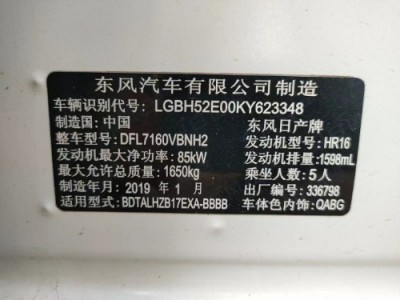 东风汽车有限公司制造
车辆识别代号: LGBH52E00KY623348
制造国: 中国 东风日产牌
整车型号: DFL7160VBNH2 发动机型号: HR16
发动机最大净功率: 85kW 发动机排量: 1598mL
最大允许总质量: 1650kg 乘坐人数: 5人
制造年月 2019 年 1 月 出厂编号: 336798
适用型式: BDTALHZB17EXA-BBBB 车体色内饰: QABG